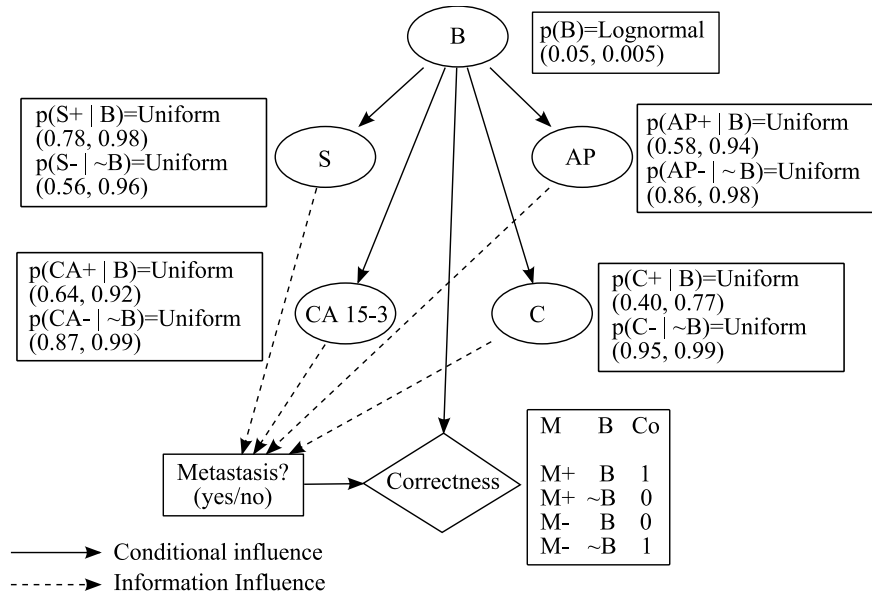 B
p(B)=Lognormal
(0.05, 0.005)
p(S+ | B)=Uniform
(0.78, 0.98)
p(S- | ~B)=Uniform
(0.56, 0.96)
S
AP
p(AP+ | B)=Uniform
(0.58, 0.94)
p(AP- | ~ B)=Uniform
(0.86, 0.98)
p(CA+ | B)=Uniform
(0.64, 0.92)
p(CA- | ~B)=Uniform
(0.87, 0.99)
CA 15-3
C
p(C+ | B)=Uniform
(0.40, 0.77)
p(C- | ~B)=Uniform
(0.95, 0.99)
Metastasis?
(yes/no)
Correctness
M B Co
M+ B 1
M+ ~B 0
M- B 0
M- ~B 1
Conditional influence
Information Influence